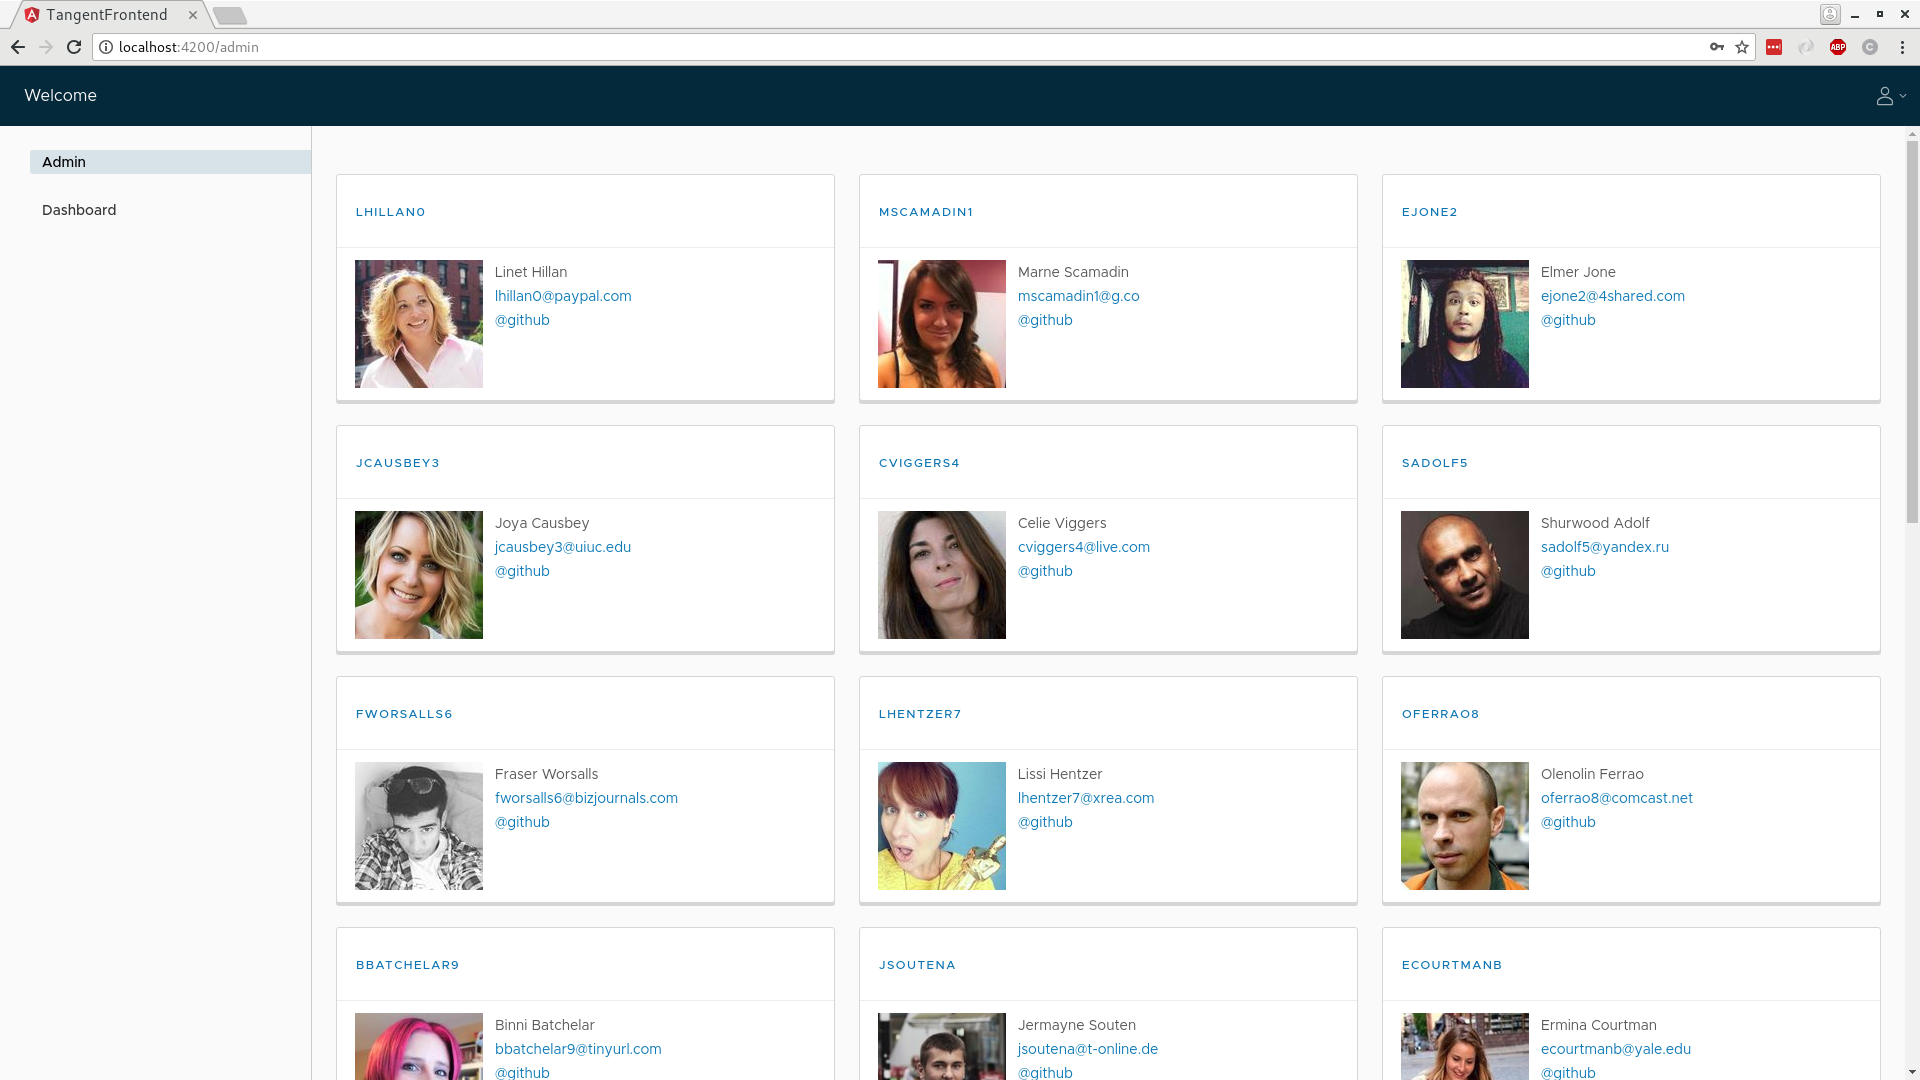 TangentFrontend
localhost:4200/admin
ABP
C
Welcome
Admin
Dashboard
LHILLAN0
Linet Hillan
lhillan0@paypal.com
@github
MSCAMADIN1
Marne Scamadin
mscamadin1@g.co
@github
EJONE2
Elmer Jone
ejone2@4shared.com
@github
JCAUSBEY3
Joya Causbey
jcausbey3@uiuc.edu
@github
CVIGGERS4
Celie Viggers
cviggers4@live.com
@github
SADOLF5
Shurwood Adolf
sadolf5@yandex.ru
@github
FWORSALLS6
Fraser Worsalls
fworsalls6@bizjournals.com
@github
LHENTZER7
Lissi Hentzer
lhentzer7@xrea.com
@github
OFERRAO8
Olenolin Ferrao
oferrao8@comcast.net
@github
BBATCHELAR9
Binni Batchelar
bbatchelar9@tinyurl.com
@github
JSOUTENA
Jermayne Souten
jsoutena@t-online.de
@github
ECOURTMANB
Ermina Courtman
ecourtmanb@yale.edu
@github